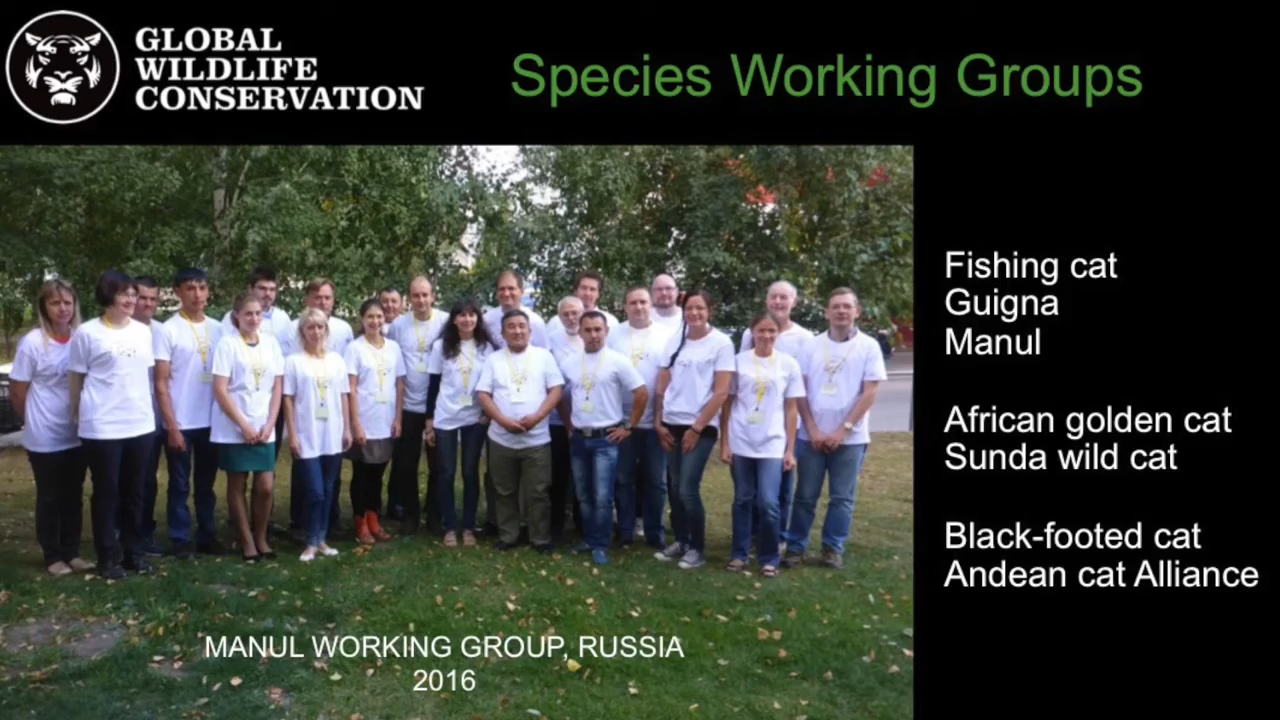 GLOBAL
WILDLIFE
CONSERVATION
Species Working Groups
Fishing cat
Guigna
Manul
African golden cat
Sunda wild cat
Black-footed cat
Andean cat Alliance
MANUL WORKING GROUP, RUSSIA
2016